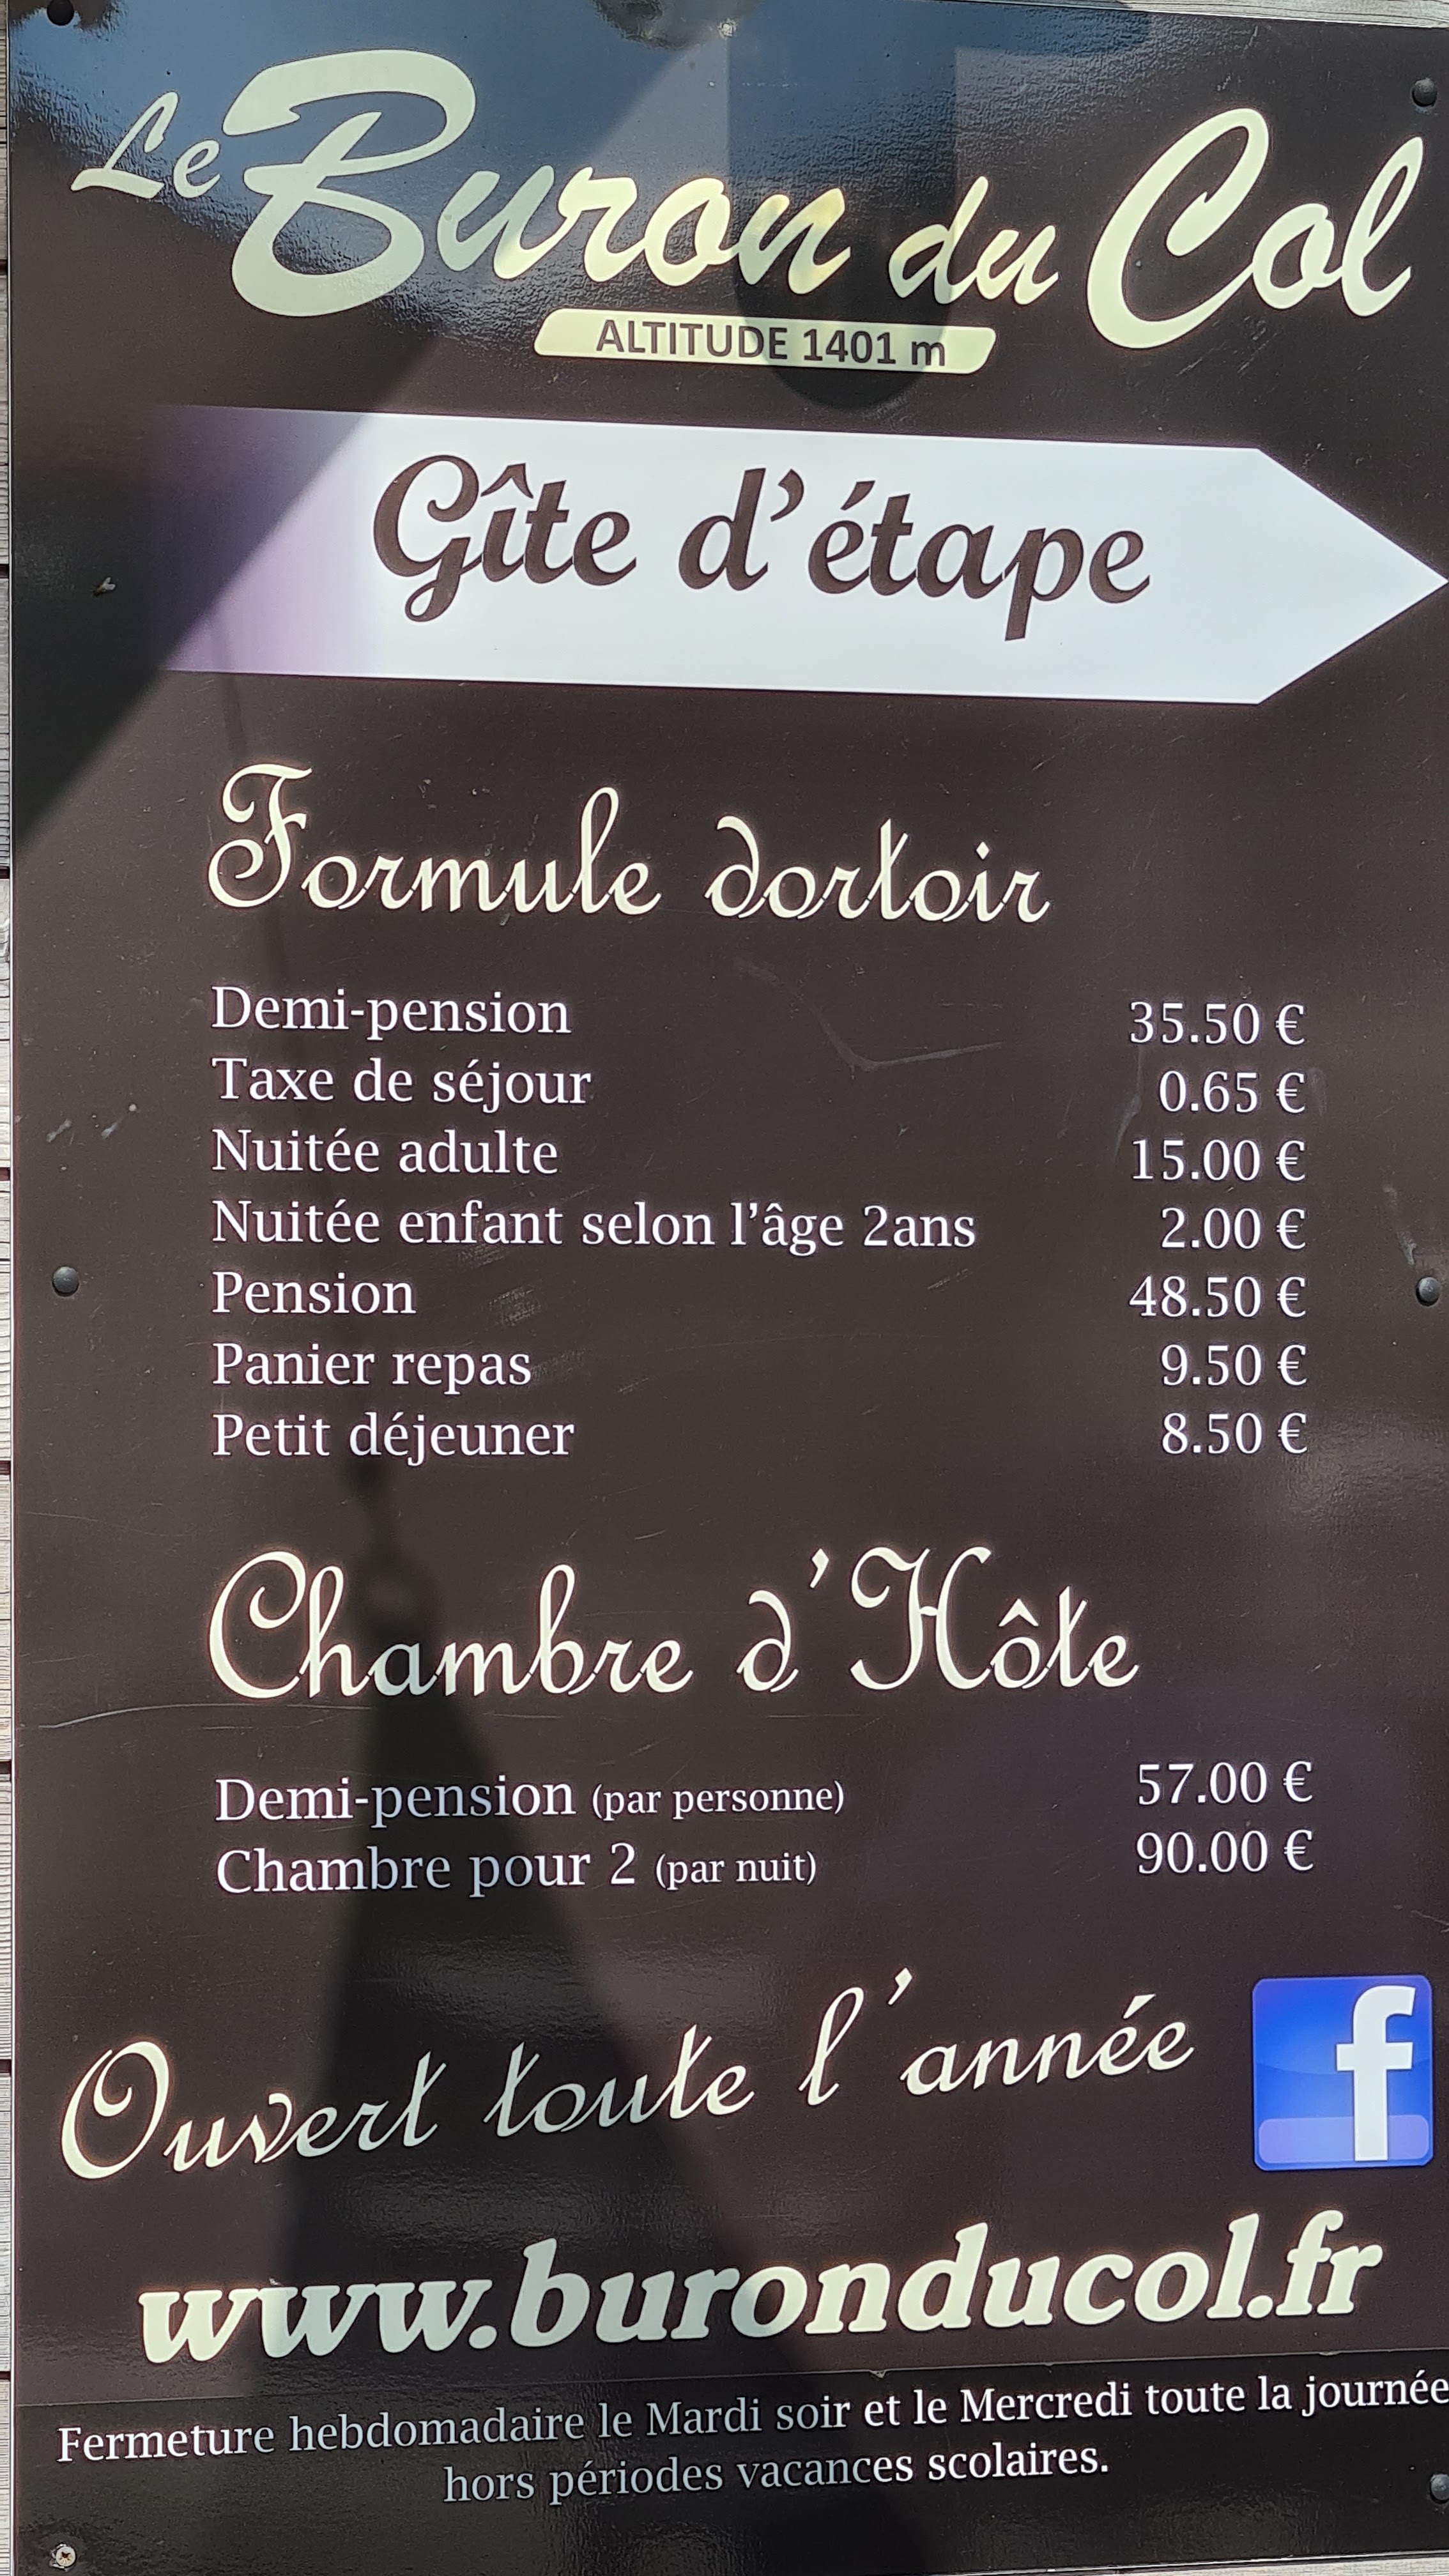 Le Buron du Col
ALTITUDE 1401 m
Gîte d'étape
Formule dortoir
Demi-pension 35.50 €
Taxe de séjour 0.65 €
Nuitée adulte 15.00 €
Nuitée enfant selon l'âge 2ans 2.00 €
Pension 48.50 €
Panier repas 9.50 €
Petit déjeuner 8.50 €
Chambre d'Hôte
Demi-pension (par personne) 57.00 €
Chambre pour 2 (par nuit) 90.00 €
Ouvert toute l'année f
www.buronducol.fr
Fermeture hebdomadaire le Mardi soir et le Mercredi toute la journée
hors périodes vacances scolaires.